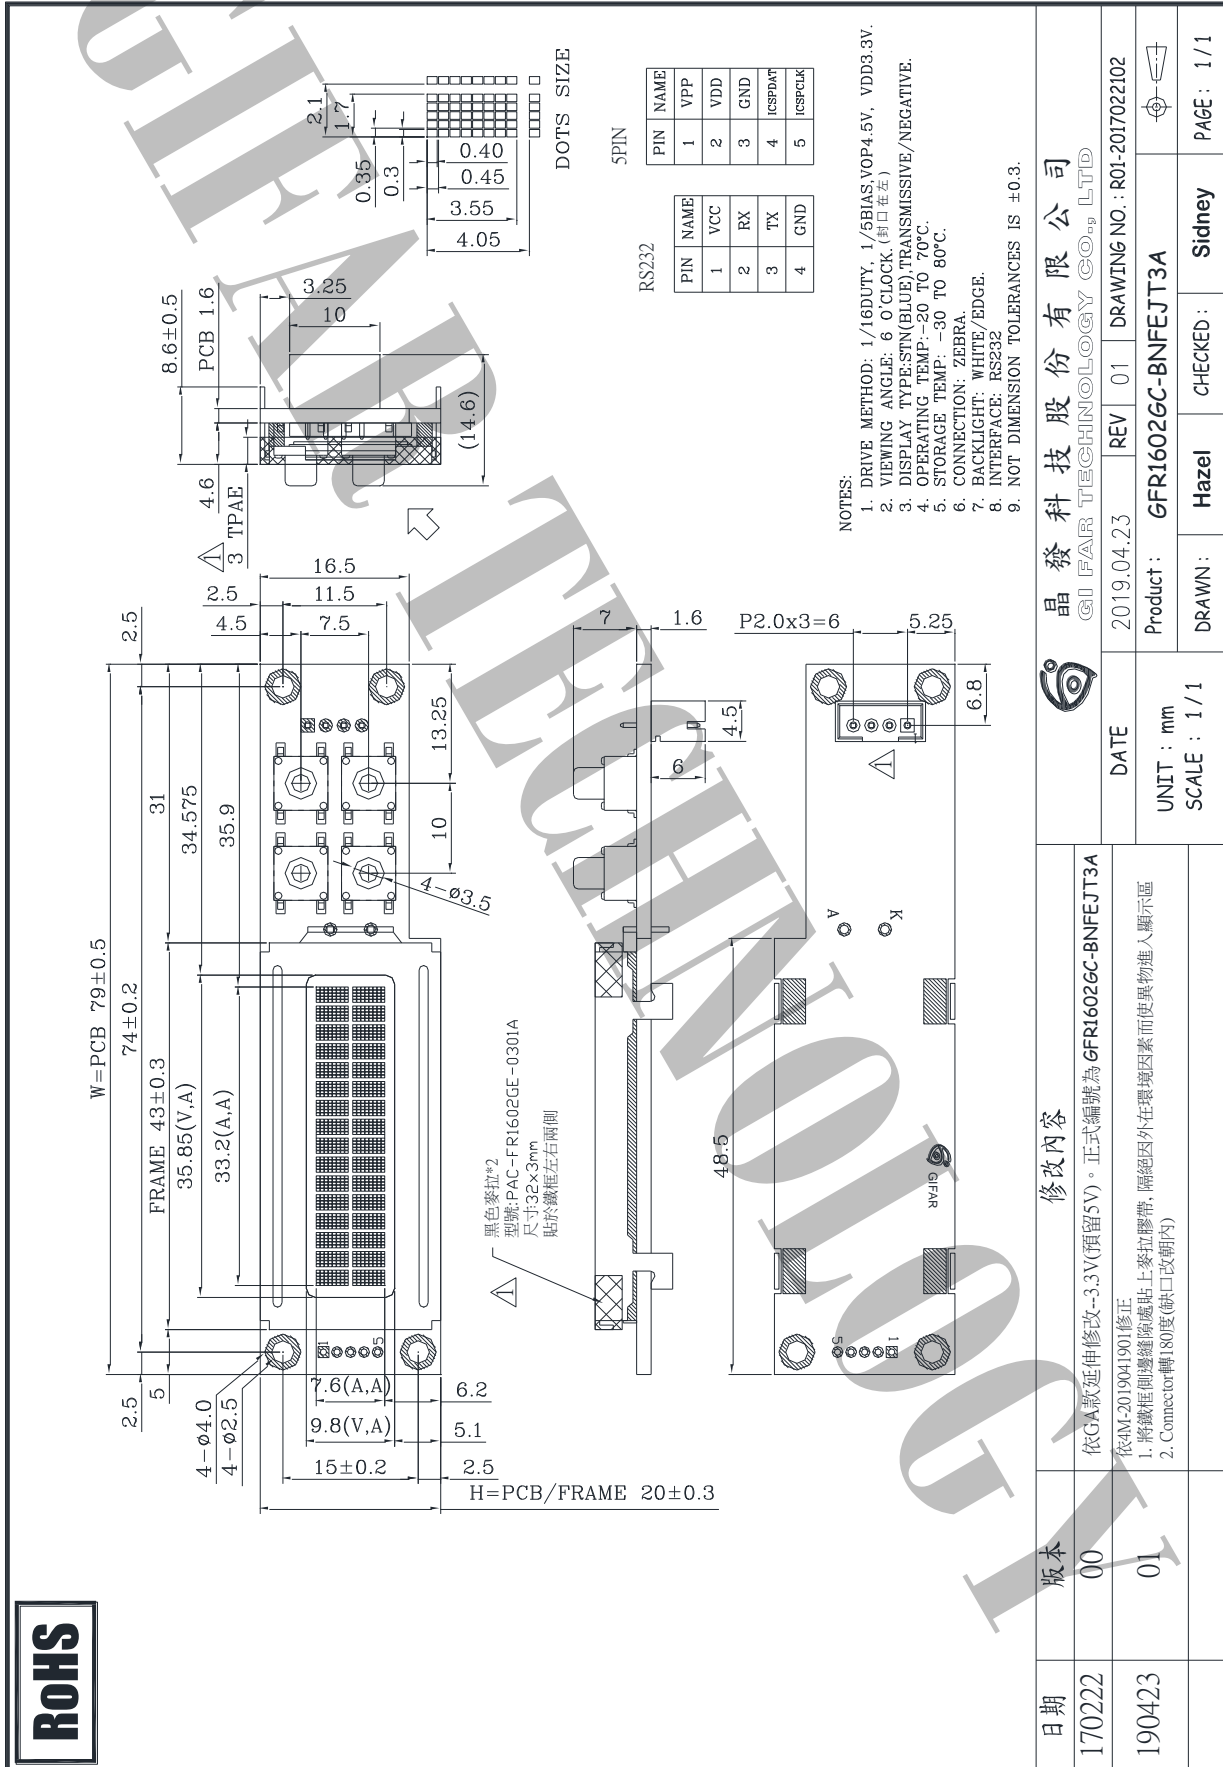 RoHS
W=PCB 79±0.5
74±0.2
2.5
2.5
FRAME 43±0.3
31
5
35.85(V,A)
34.575
33.2(A,A)
35.9
4-ø4.0
4-ø2.5
7.6(A,A)
9.8(V,A)
15±0.2
6.2
5.1
2.5
H=PCB/FRAME 20±0.3
1
5
13.25
10
4-ø3.5
16.5
2.5
11.5
4.5
7.5
8.6±0.5
PCB 1.6
4.6
1
3 TPAE
3.25
10
(14.6)
2.1
1.7
0.35
0.3
0.40
0.45
3.55
4.05
DOTS SIZE
1
黑色麥拉*2
型號:PAC-FR1602GE-0301A
尺寸:32x3mm
貼於鐵框左右兩側
7
1.6
4.5
6
P2.0x3=6
5.25
6.8
1
48.5
A
K
5
1
GIFAR
RS232
PIN NAME
1 VCC
2 RX
3 TX
4 GND
5PIN
PIN NAME
1 VPP
2 VDD
3 GND
4 ICSPDAT
5 ICSPCLK
NOTES:
1. DRIVE METHOD: 1/16DUTY, 1/5BIAS,VOP4.5V, VDD3.3V.
2. VIEWING ANGLE: 6 O'CLOCK.(封口在左)
3. DISPLAY TYPE:STN(BLUE),TRANSMISSIVE/NEGATIVE.
4. OPERATING TEMP:-20 TO 70°C.
5. STORAGE TEMP: -30 TO 80°C.
6. CONNECTION: ZEBRA.
7. BACKLIGHT: WHITE/EDGE.
8. INTERFACE: RS232
9. NOT DIMENSION TOLERANCES IS ±0.3.
日期 版本 修改內容
170222 00 依GA款延伸修改--3.3V(預留5V)。正式編號為GFR1602GC-BNFEJT3A
190423 01 依4M-2019041901修正
1. 將鐵框側邊縫隙處貼上麥拉膠帶, 隔絕因外在環境因素而使異物進入顯示區
2. Connector轉180度(缺口改朝內)
晶發科技股份有限公司
GI FAR TECHNOLOGY CO., LTD
DATE 2019.04.23 REV 01 DRAWING NO. : R01-2017022102
UNIT : mm
SCALE : 1/1
Product : GFR1602GC-BNFEJT3A
DRAWN : Hazel CHECKED : Sidney PAGE : 1/1
GIFAR TECHNOLOGY